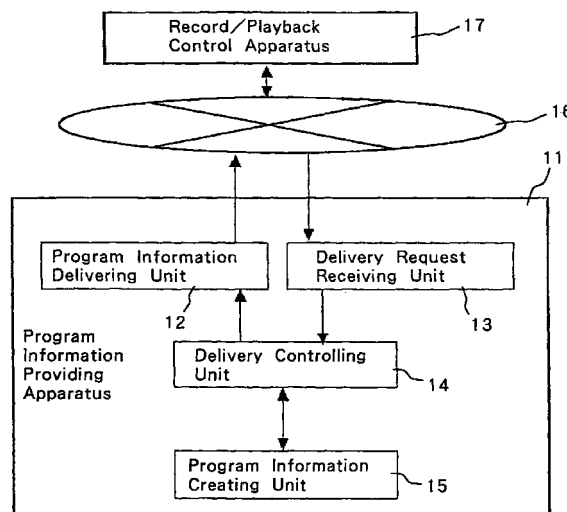 Record/Playback
Control Apparatus
17
16
11
Program Information
Delivering Unit
12
Delivery Request
Receiving Unit
13
Program
Information
Providing
Apparatus
Delivery Controlling
Unit
14
Program Information
Creating Unit
15